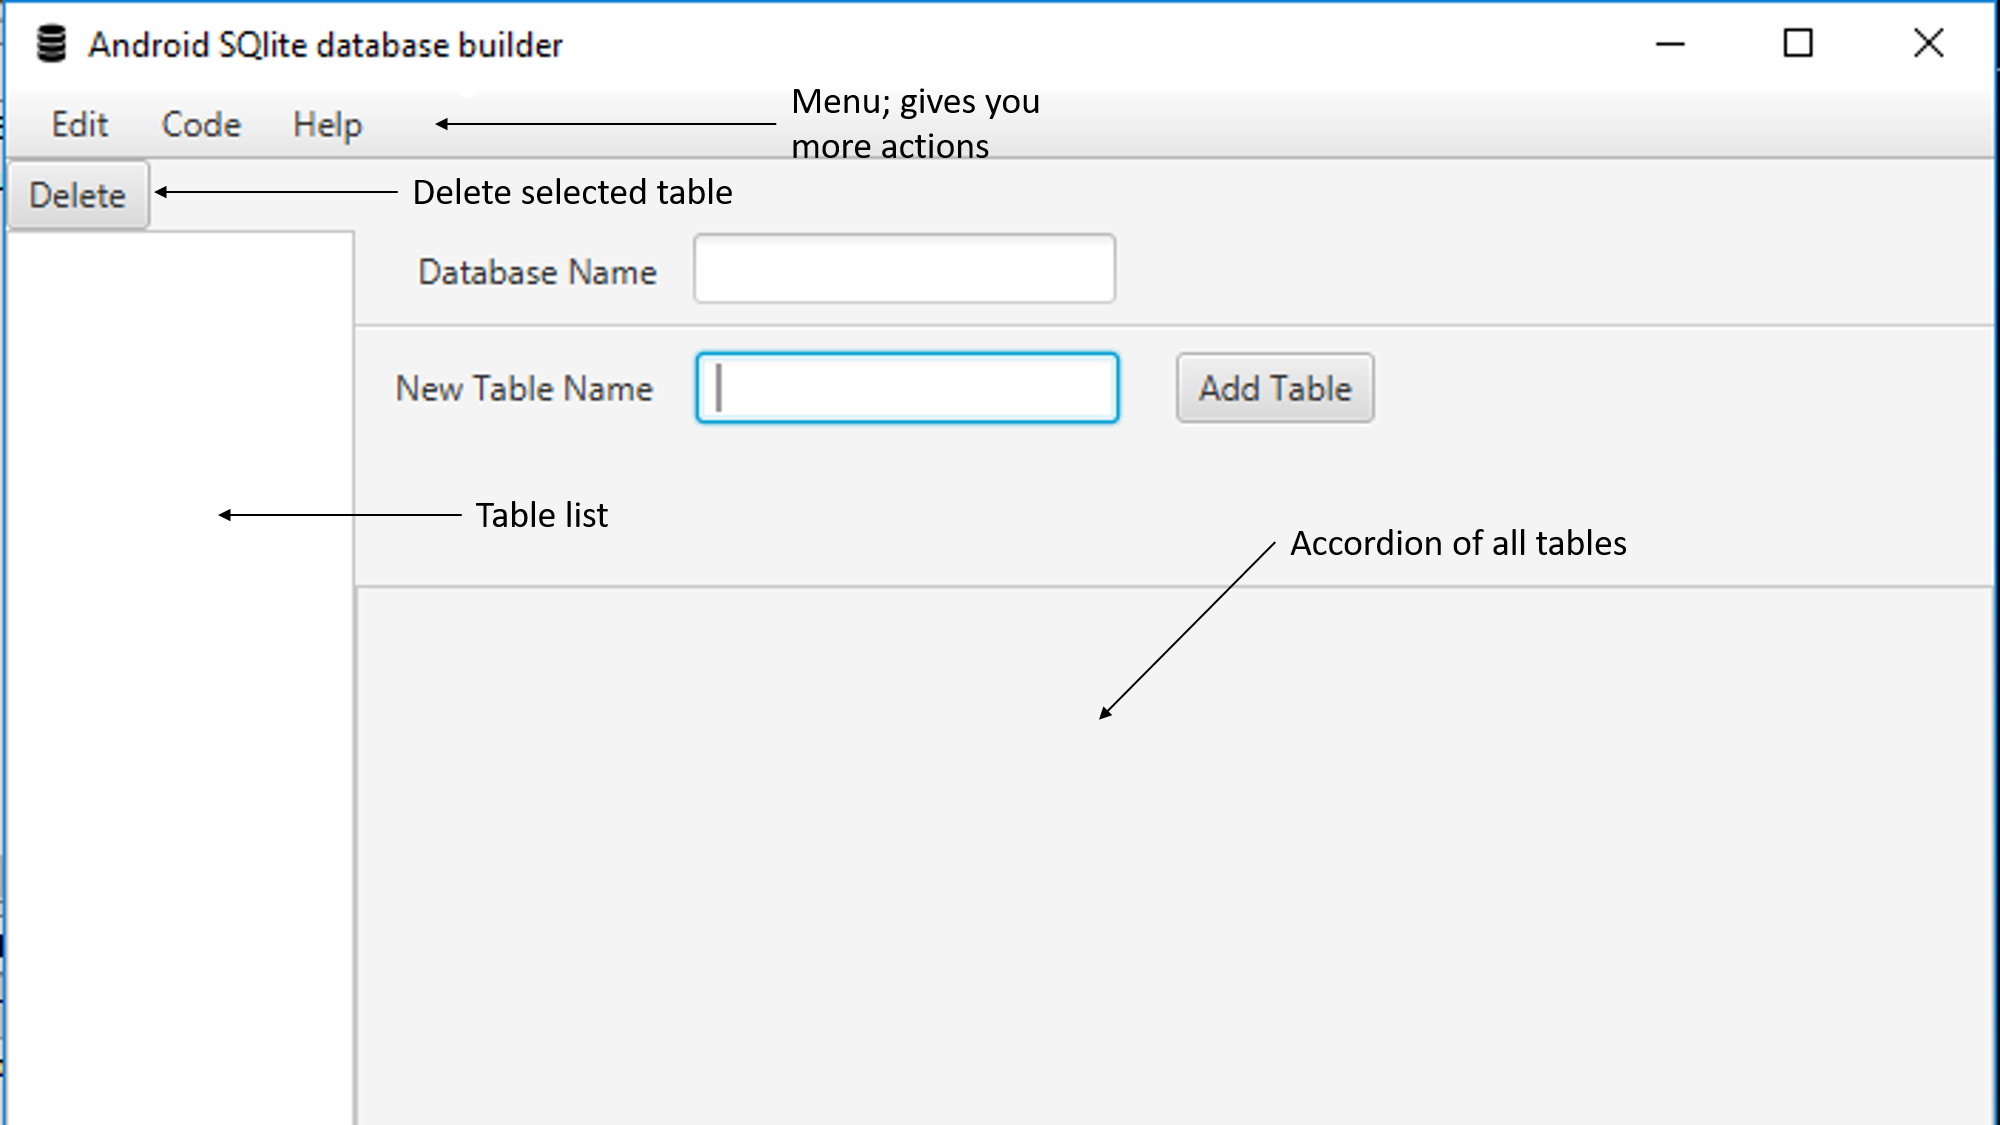 Android SQlite database builder
Edit Code Help
Menu; gives you
more actions
Delete
Delete selected table
Database Name
New Table Name
Add Table
Table list
Accordion of all tables